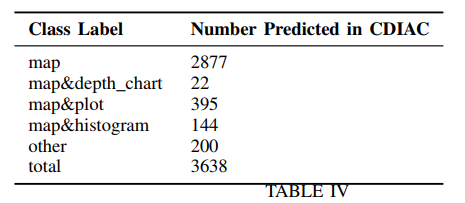 Class Label Number Predicted in CDIAC
map 2877
map&depth_chart 22
map&plot 395
map&histogram 144
other 200
total 3638
TABLE IV